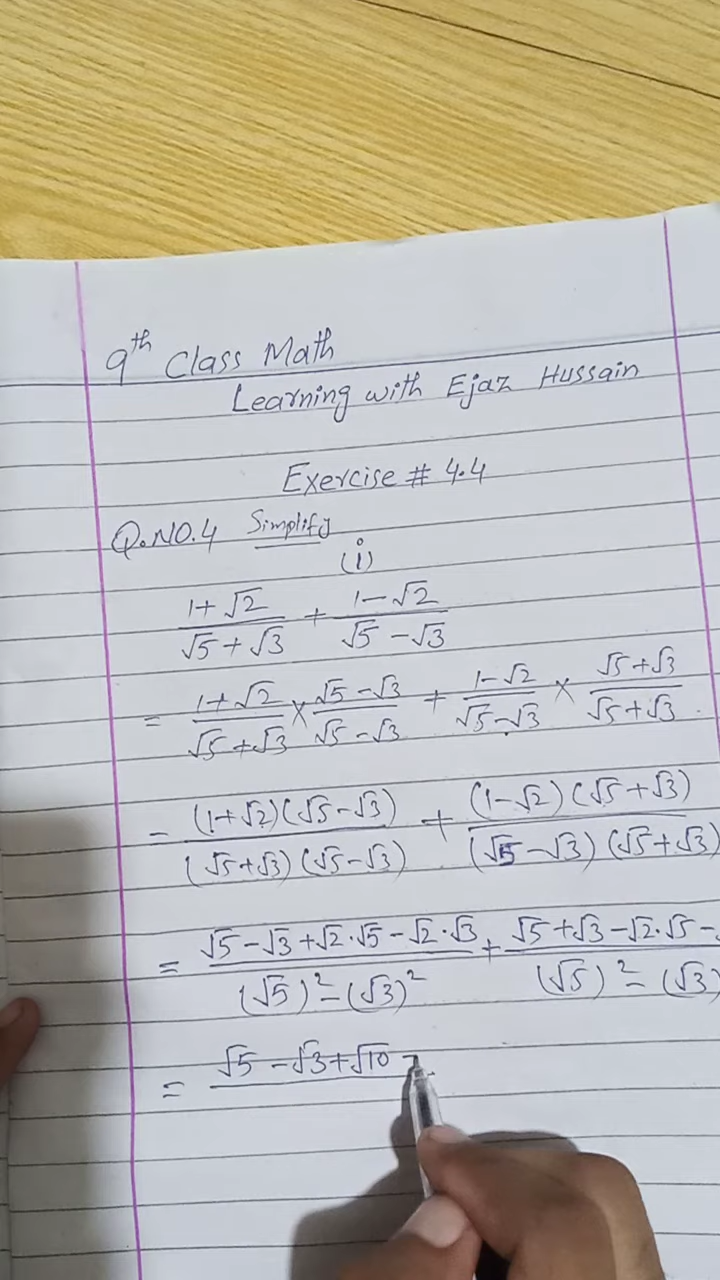 9th Class Math
Learning with Ejaz Hussain
Exercise # 4.4
Q.NO.4 Simplify
(i)
(1+√2)/(√5+√3) + (1-√2)/(√5-√3)
= (1+√2)/(√5+√3) × (√5-√3)/(√5-√3) + (1-√2)/(√5-√3) × (√5+√3)/(√5+√3)
= (1+√2)(√5-√3)/(√5+√3)(√5-√3) + (1-√2)(√5+√3)/(√5-√3)(√5+√3)
= (√5-√3+√2·√5-√2·√3)/((√5)²-(√3)²) + (√5+√3-√2·√5-)/((√5)²-(√3)
= √5-√3+√10-